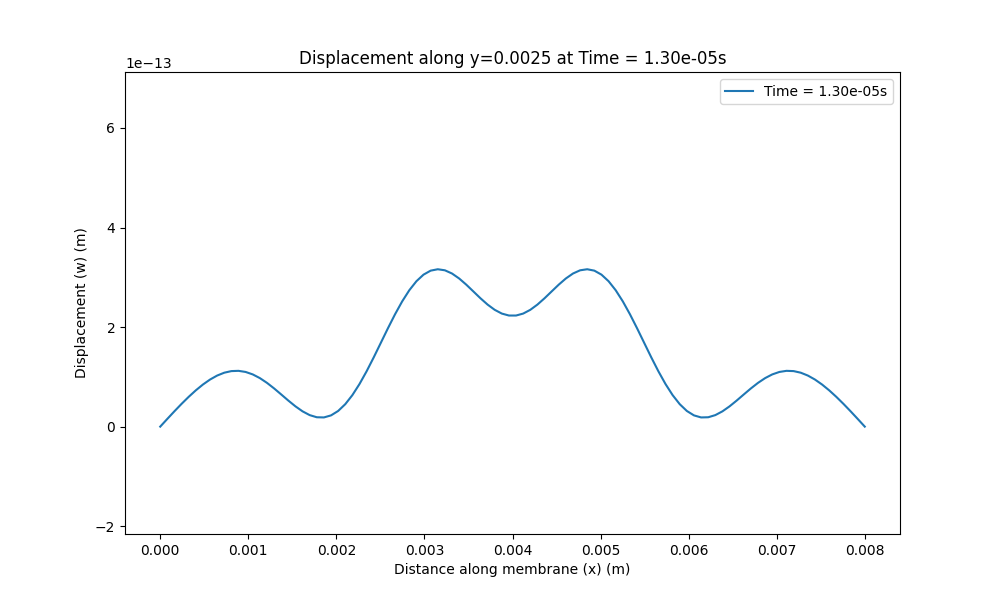 Displacement along y=0.0025 at Time = 1.30e-05s
1e−13
Time = 1.30e-05s
6
4
2
0
−2
Displacement (w) (m)
0.000 0.001 0.002 0.003 0.004 0.005 0.006 0.007 0.008
Distance along membrane (x) (m)